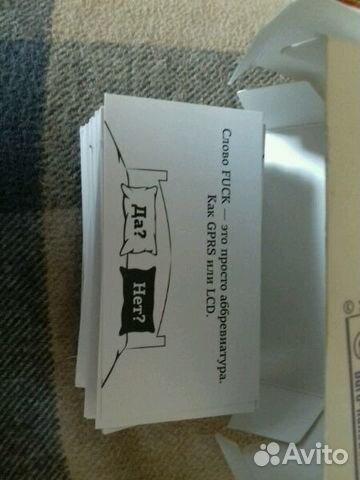 Слово FUCK — это просто аббревиатура.
Как GPRS или LCD.
Да?
Нет?
Avito